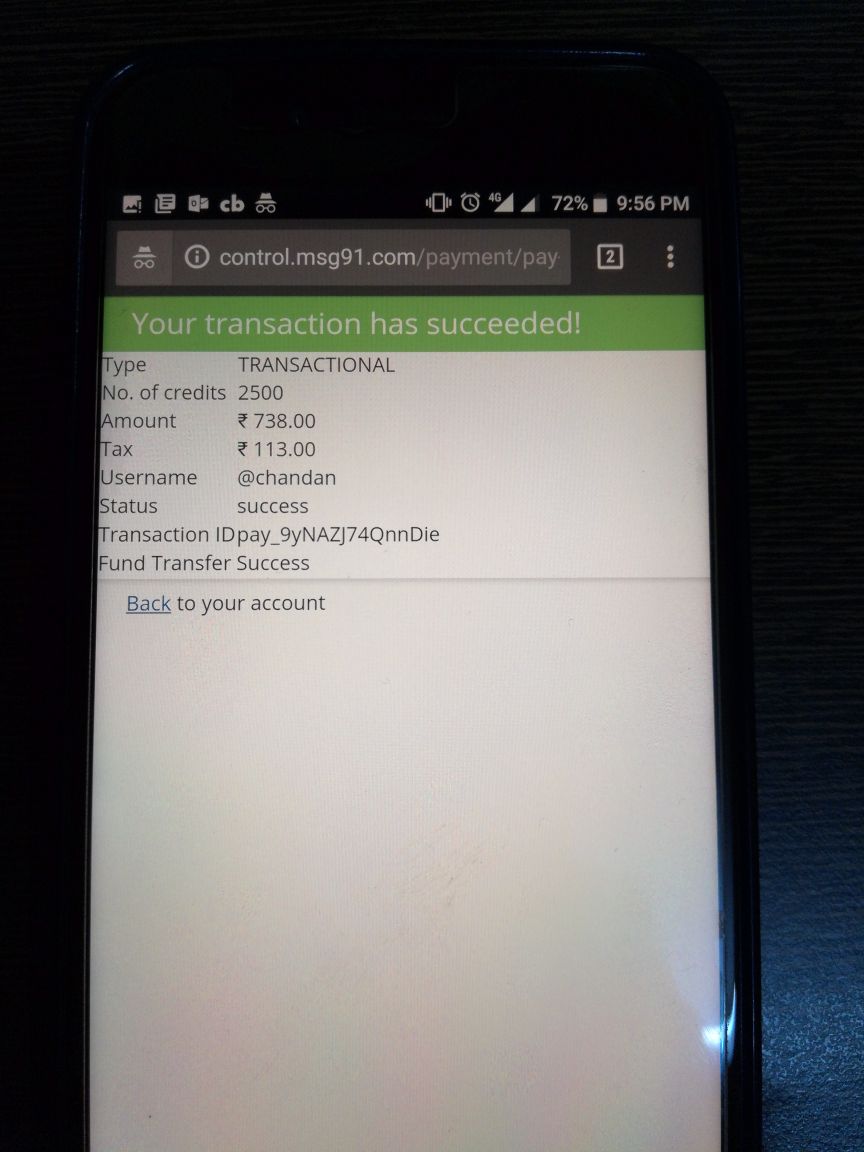 cb 4G 72% 9:56 PM
control.msg91.com/payment/pay
2
Your transaction has succeeded!
Type TRANSACTIONAL
No. of credits 2500
Amount ₹ 738.00
Tax ₹ 113.00
Username @chandan
Status success
Transaction ID pay_9yNAZJ74QnnDie
Fund Transfer Success
Back to your account